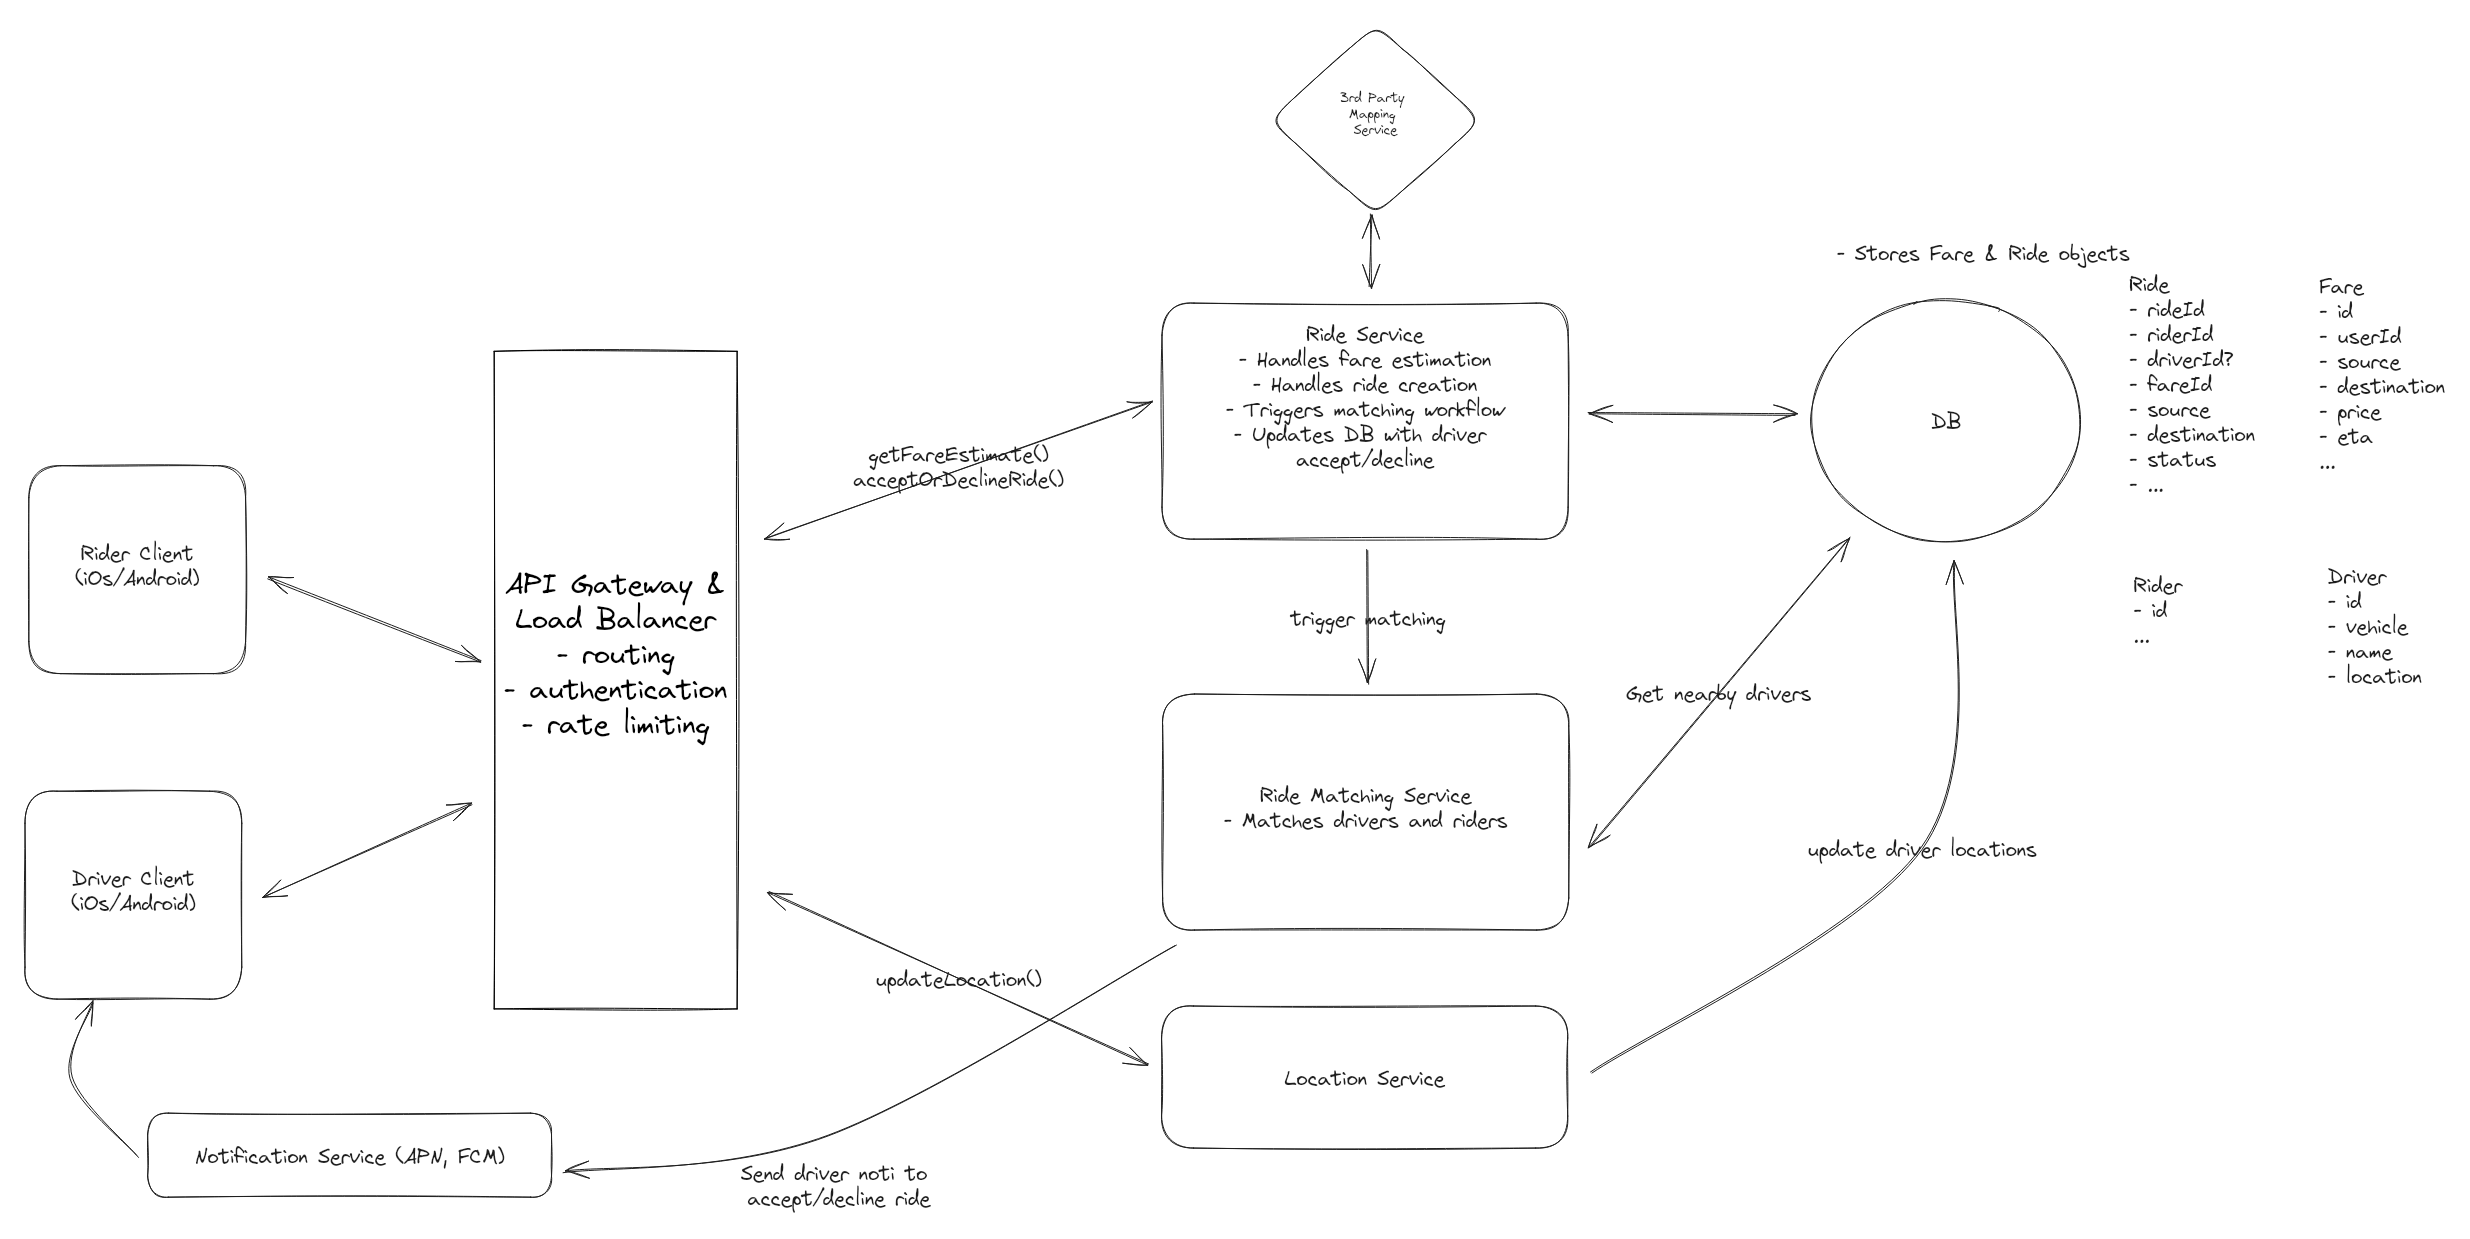 3rd Party
Mapping
Service
- Stores Fare & Ride objects
Ride
- rideId
- riderId
- driverId?
- fareId
- source
- destination
- status
- ...
Fare
- id
- userId
- source
- destination
- price
- eta
...
Ride Service
- Handles fare estimation
- Handles ride creation
- Triggers matching workflow
- Updates DB with driver
accept/decline
DB
getFareEstimate()
acceptOrDeclineRide()
Rider Client
(iOs/Android)
API Gateway &
Load Balancer
- routing
- authentication
- rate limiting
trigger matching
Rider
- id
...
Driver
- id
- vehicle
- name
- location
Get nearby drivers
Ride Matching Service
- Matches drivers and riders
update driver locations
Driver Client
(iOs/Android)
updateLocation()
Location Service
Notification Service (APN, FCM)
Send driver noti to
accept/decline ride